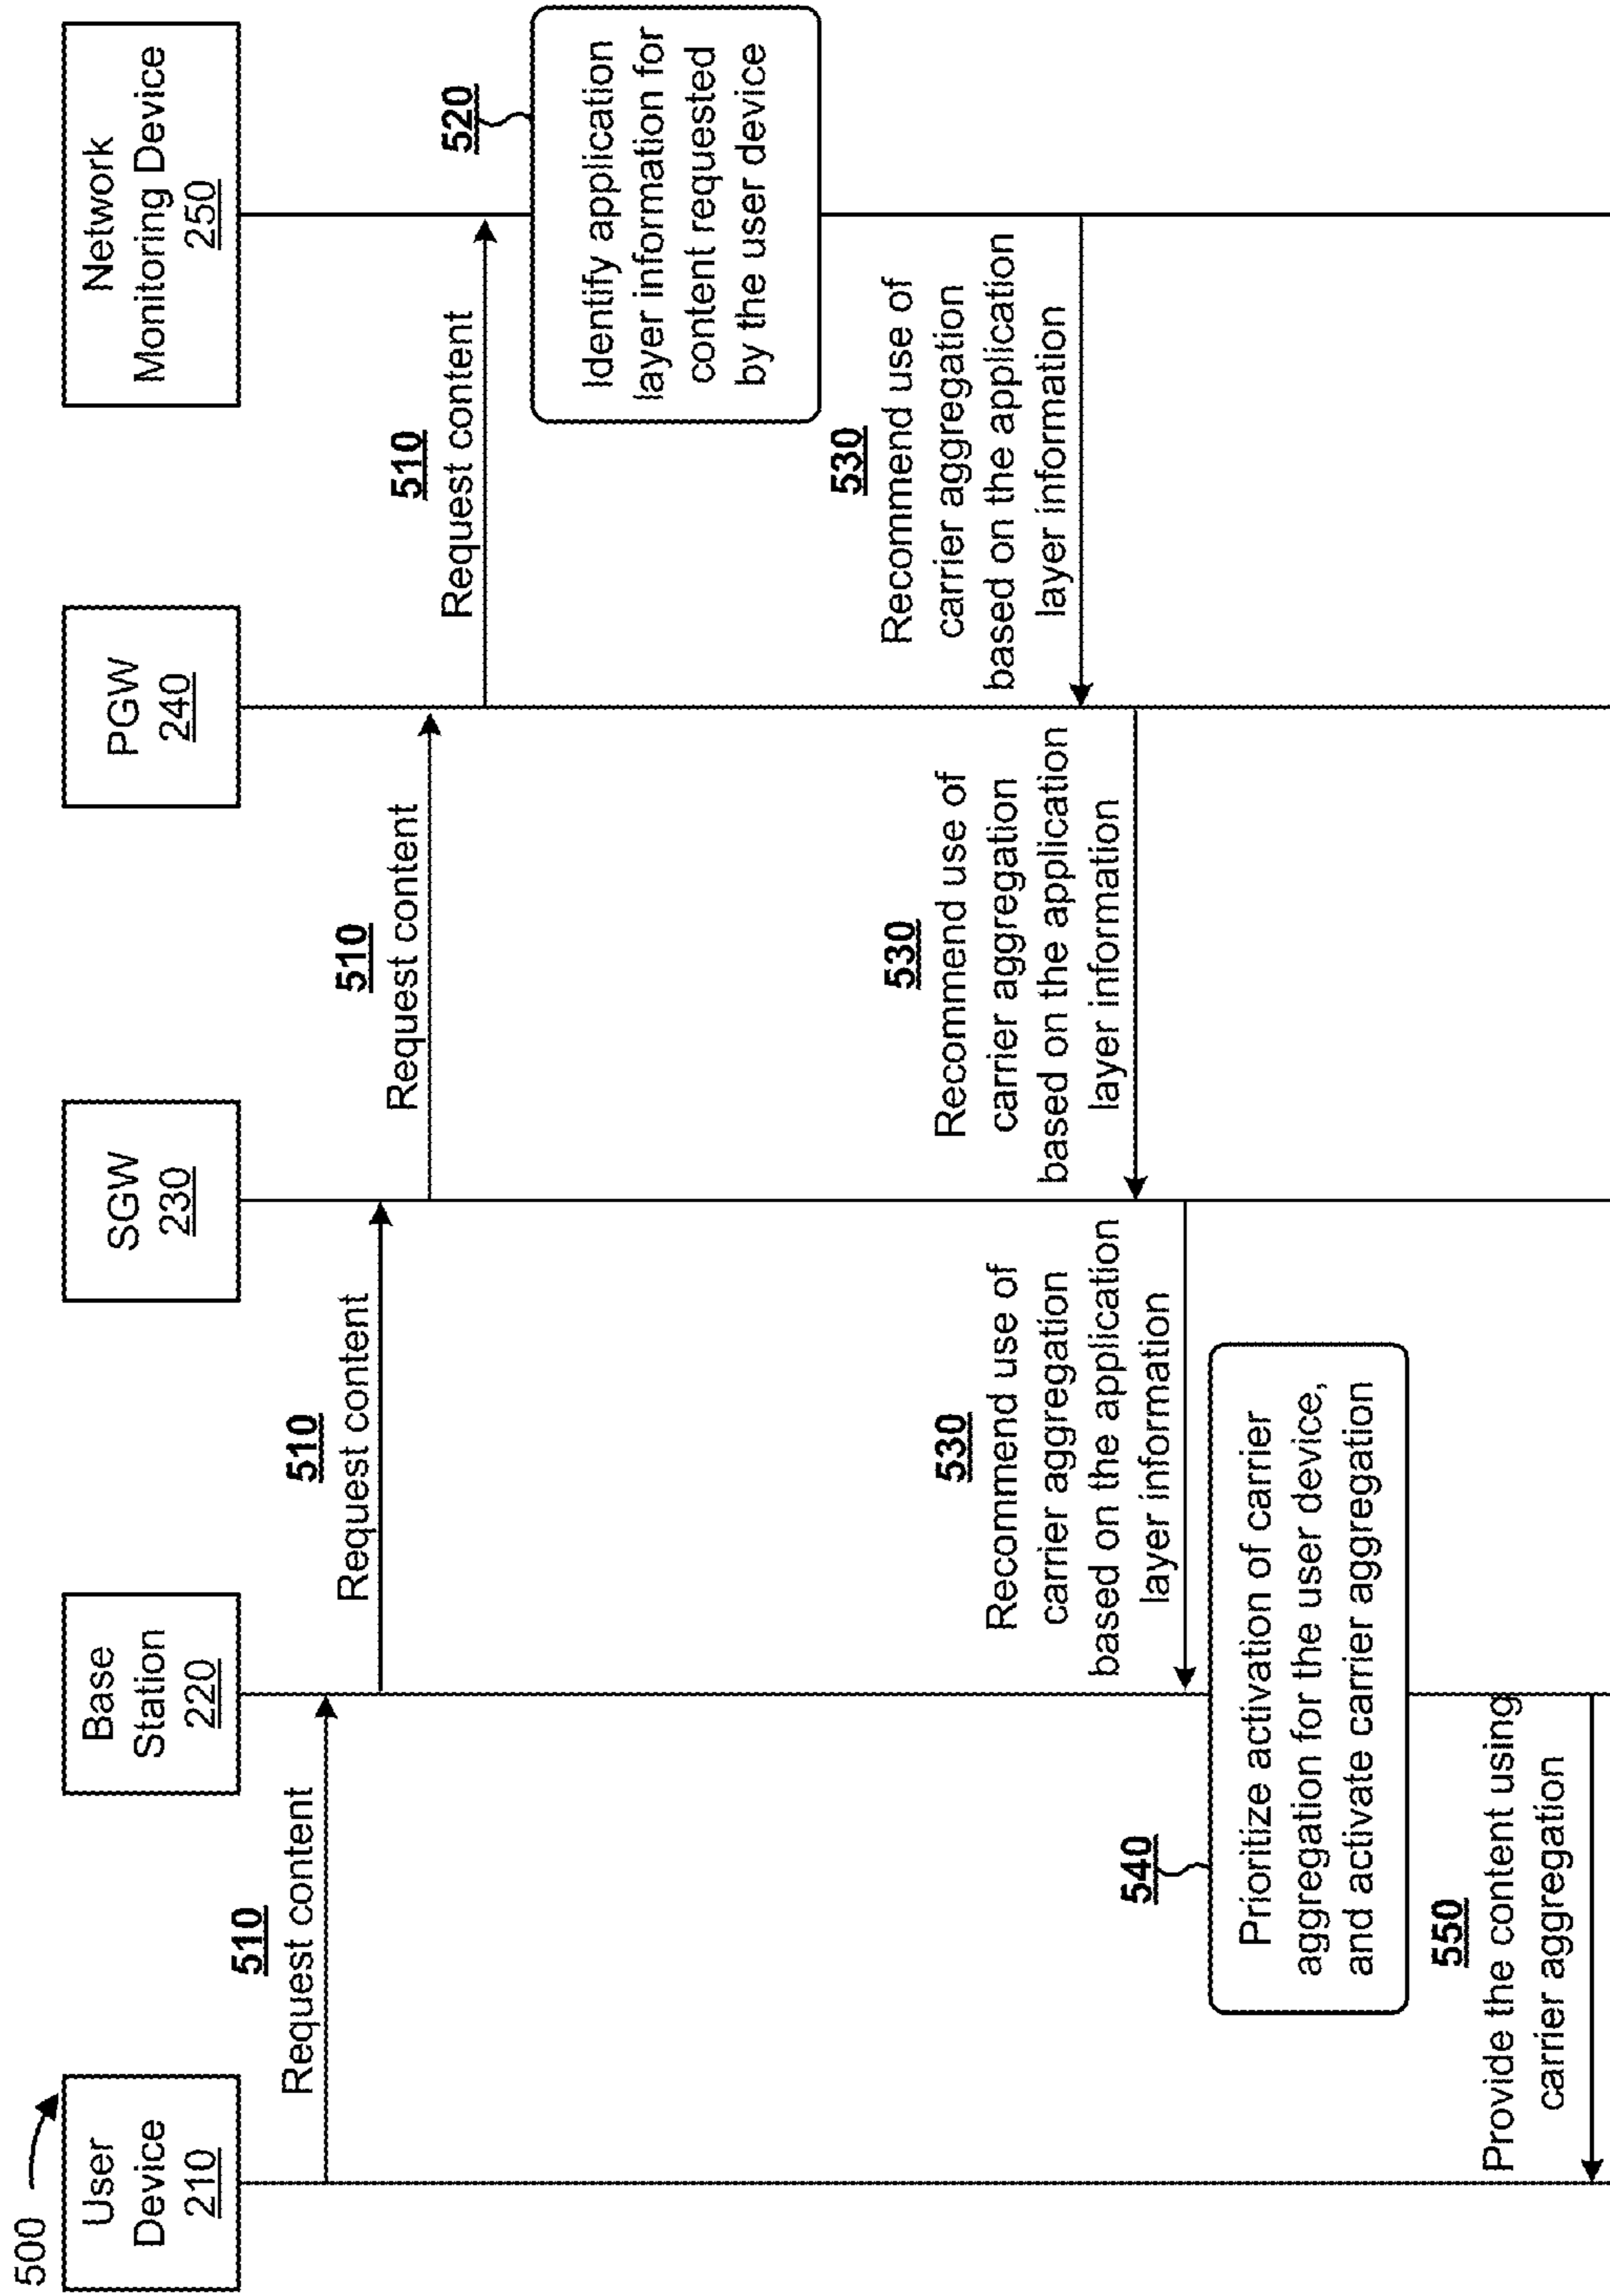 500
User
Device
210
Base
Station
220
SGW
230
PGW
240
Network
Monitoring Device
250
510
Request content
510
Request content
510
Request content
510
Request content
520
Identify application
layer information for
content requested
by the user device
530
Recommend use of
carrier aggregation
based on the application
layer information
530
Recommend use of
carrier aggregation
based on the application
layer information
530
Recommend use of
carrier aggregation
based on the application
layer information
540
Prioritize activation of carrier
aggregation for the user device,
and activate carrier aggregation
550
Provide the content using
carrier aggregation